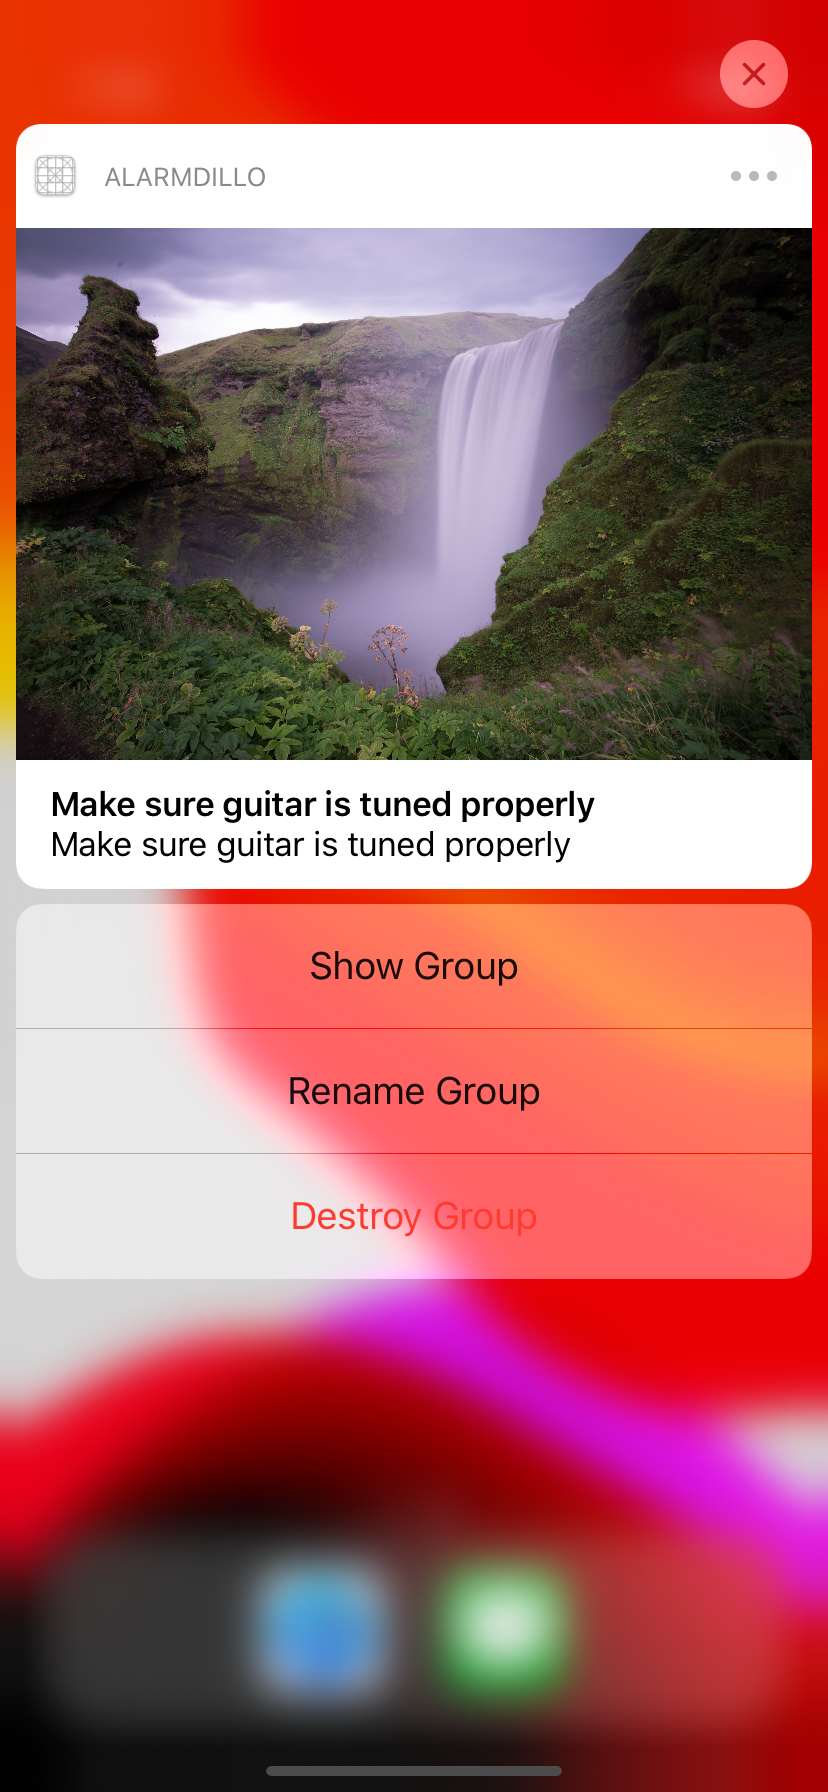 ALARMDILLO
Make sure guitar is tuned properly
Make sure guitar is tuned properly
Show Group
Rename Group
Destroy Group